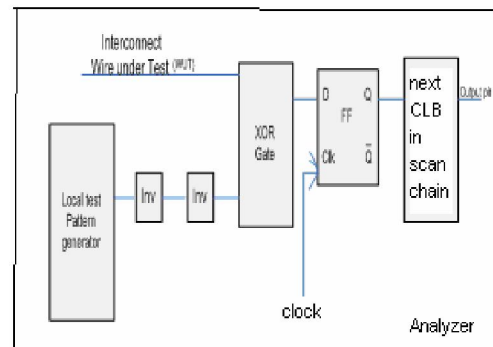 Interconnect
Wire under Test (WUT)
XOR
Gate
D Q
FF
Clk Q
next
CLB
in
scan
chain
Output pin
Local test
Pattern
generator
Inv
Inv
clock
Analyzer